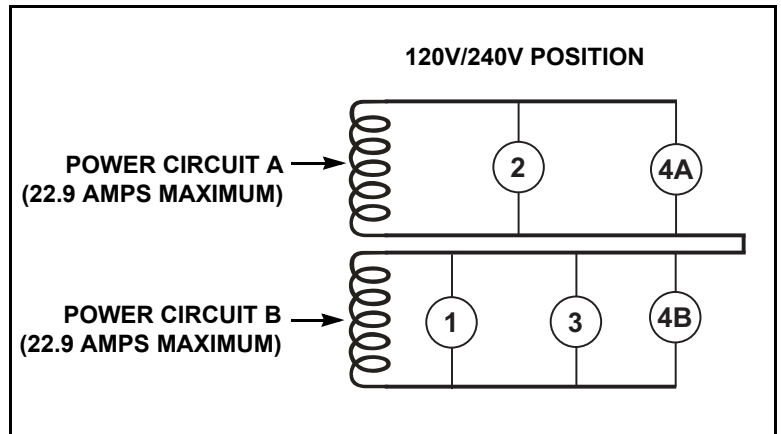 120V/240V POSITION
POWER CIRCUIT A
(22.9 AMPS MAXIMUM)
2
4A
POWER CIRCUIT B
(22.9 AMPS MAXIMUM)
1
3
4B